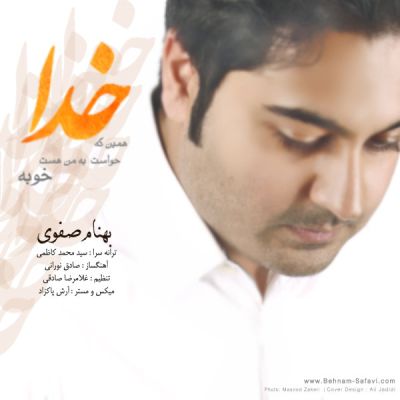 خدا
همین که
حواست به من هست
خوبه
بهنام صفوی
ترانه سرا : سید محمد کاظمی
آهنگساز : صادق نورانی
تنظیم : غلامرضا صادقی
میکس و مستر : آرش پاکزاد
www.Behnam-Safavi.com
Photo: Masoud Zakeri | Cover Design : Ali Jadidi